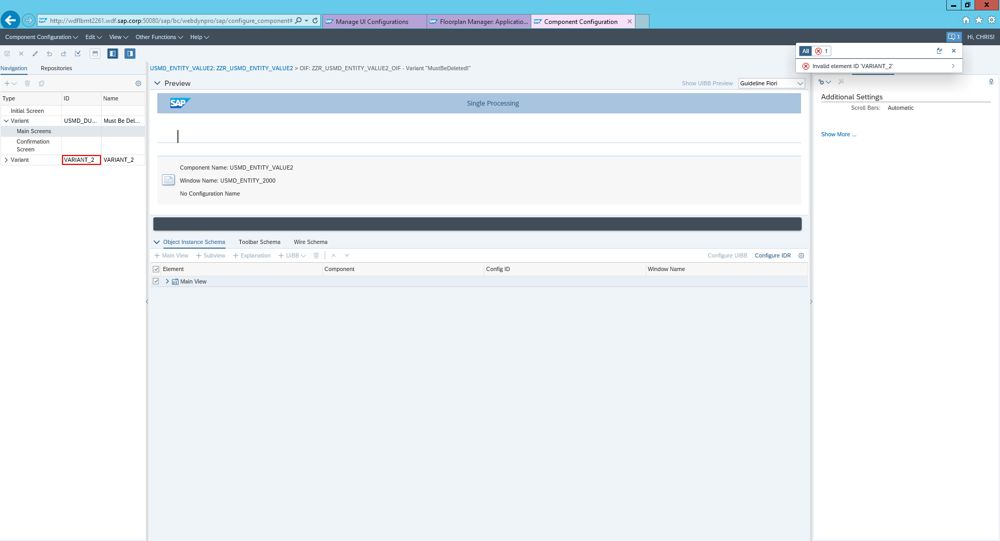 http://wdflbmt2261.wdf.sap.corp:50080/sap/bc/webdynpro/sap/configure_component#
SAP Manage UI Configurations
SAP Floorplan Manager: Applicatio...
SAP Component Configuration
Component Configuration Edit View Other Functions Help
1 Hi, CHRIS!
All 1
Invalid element ID 'VARIANT_2'
Navigation Repositories
Type ID Name
Initial Screen
Variant USMD_DU... Must Be Del...
Main Screens
Confirmation
Screen
Variant VARIANT_2 VARIANT_2
USMD_ENTITY_VALUE2: ZZR_USMD_ENTITY_VALUE2 > OIF: ZZR_USMD_ENTITY_VALUE2_OIF - Variant "MustBeDeleted!"
Preview Show UIBB Preview Guideline Fiori
SAP Single Processing
Component Name: USMD_ENTITY_VALUE2
Window Name: USMD_ENTITY_2000
No Configuration Name
Object Instance Schema Toolbar Schema Wire Schema
Main View Subview Explanation UIBB Configure UIBB Configure IDR
Element Component Config ID Window Name
Main View
Additional Settings
Scroll Bars: Automatic
Show More ...